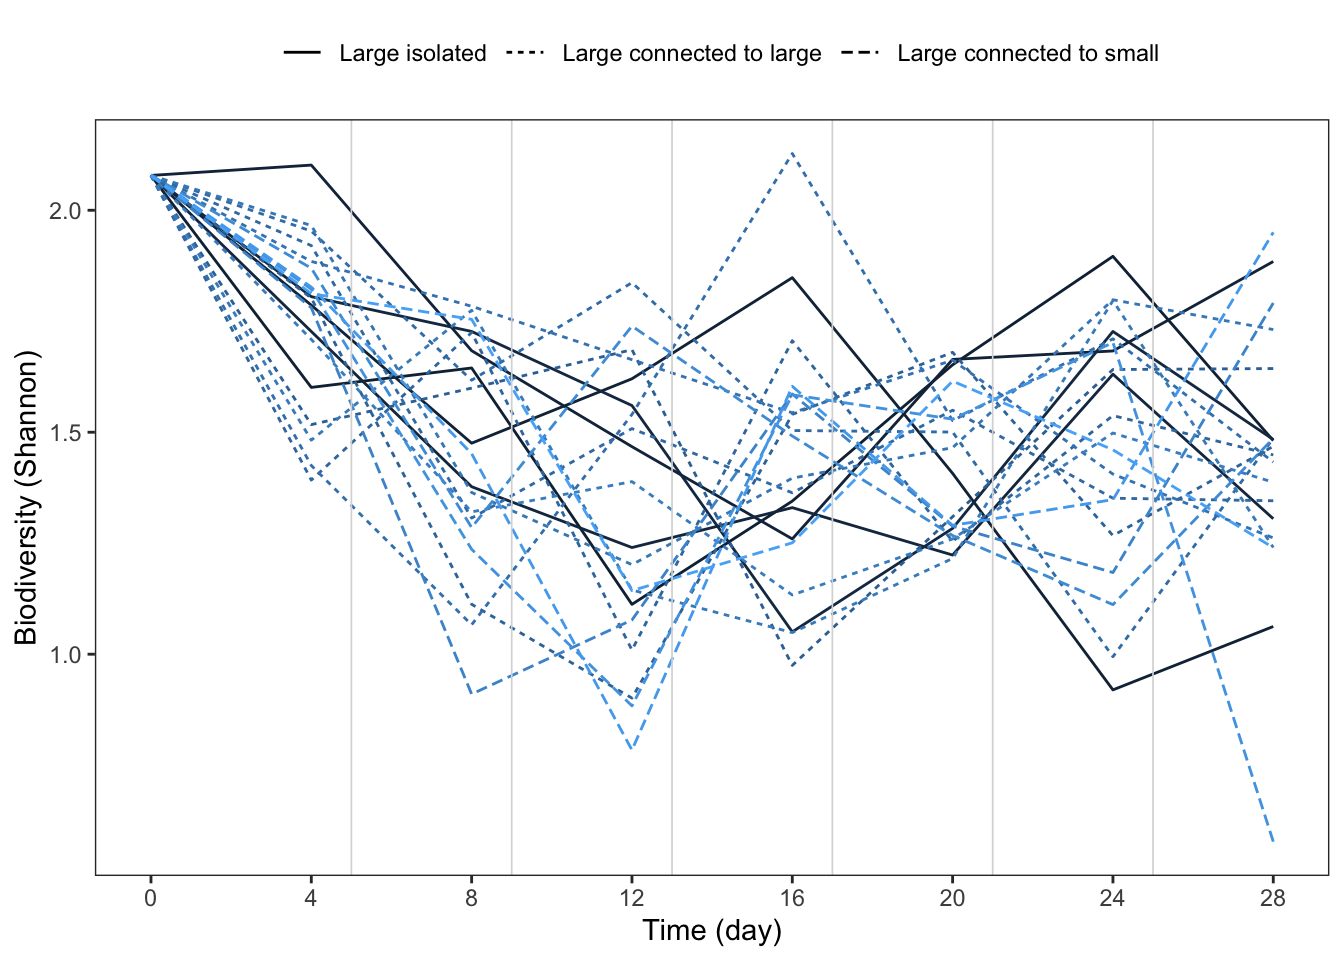 Large isolated Large connected to large Large connected to small
Biodiversity (Shannon)
2.0
1.5
1.0
0 4 8 12 16 20 24 28
Time (day)